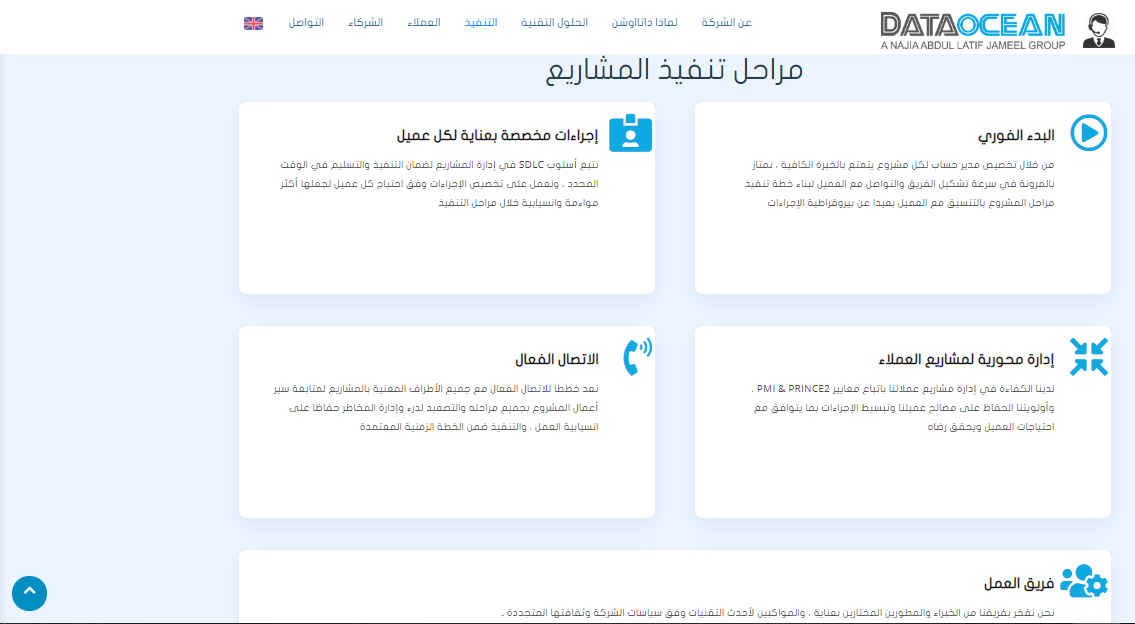 DATAOCEAN
A NAJIA ABDUL LATIF JAMEEL GROUP
عن الشركة
لماذا داتااوشن
الحلول التقنية
التنفيذ
العملاء
الشركاء
التواصل
مراحل تنفيذ المشاريع
البدء الفوري
من خلال تخصيص مدير حساب لكل مشروع يتمتع بالخبرة الكافية ، نمتاز
بالمرونة في سرعة تشكيل الفريق والتواصل مع العميل لبناء خطة تنفيذ
مراحل المشروع بالتنسيق مع العميل بعيدا عن بيروقراطية الإجراءات
إجراءات مخصصة بعناية لكل عميل
نتبع أسلوب SDLC في إدارة المشاريع لضمان التنفيذ والتسليم في الوقت
المحدد ، ونعمل على تخصيص الإجراءات وفق احتياج كل عميل لجعلها أكثر
مواءمة وانسيابية خلال مراحل التنفيذ
إدارة محورية لمشاريع العملاء
لدينا الكفاءة في إدارة مشاريع عملائنا باتباع معايير PMI & PRINCE2 ،
وأولويتنا الحفاظ على مصالح عميلنا وتبسيط الإجراءات بما يتوافق مع
احتياجات العميل ويحقق رضاه
الاتصال الفعال
نعد خططا للاتصال الفعال مع جميع الأطراف المعنية بالمشاريع لمتابعة سير
أعمال المشروع بجميع مراحله والتصعيد لدرء وإدارة المخاطر حفاظا على
انسيابية العمل ، والتنفيذ ضمن الخطة الزمنية المعتمدة
فريق العمل
نحن نفخر بفريقنا من الخبراء والمطورين المختارين بعناية ، والمواكبين لأحدث التقنيات وفق سياسات الشركة وثقافتها المتجددة .